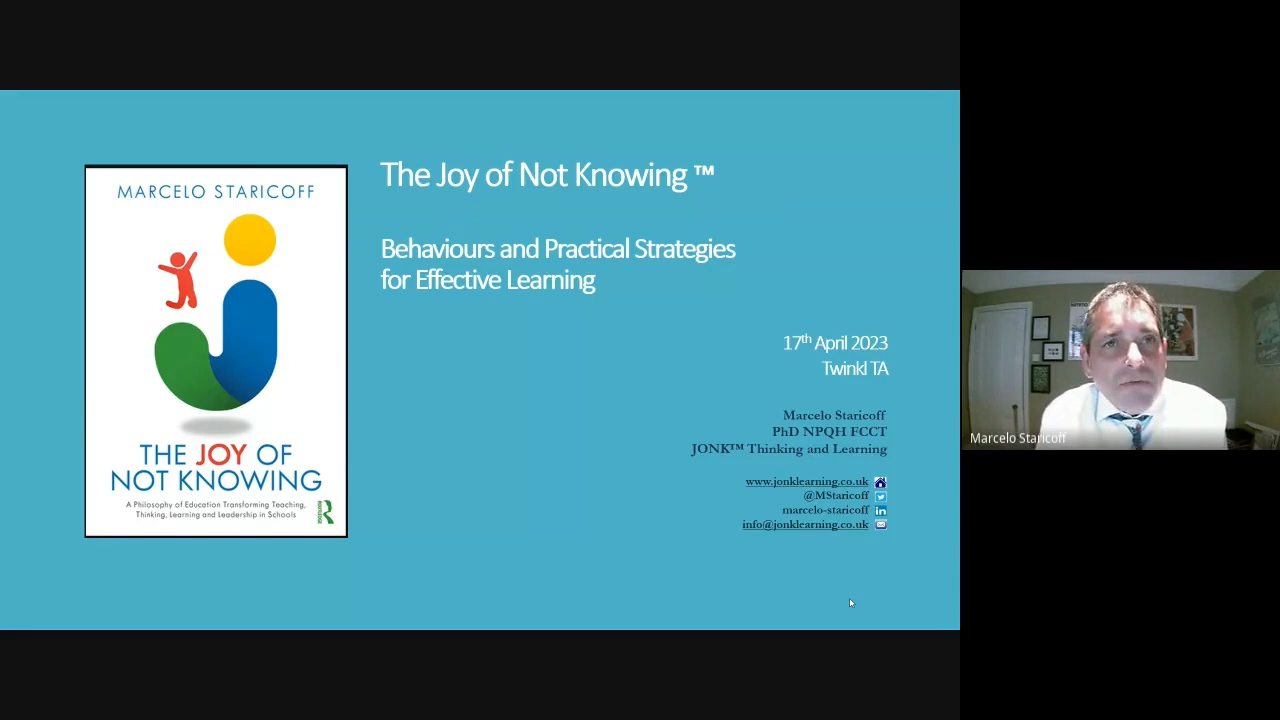 MARCELO STARICOFF
THE JOY OF
NOT KNOWING
A Philosophy of Education Transforming Teaching,
Thinking, Learning and Leadership in Schools
The Joy of Not Knowing ™
Behaviours and Practical Strategies
for Effective Learning
17th April 2023
Twinkl TA
Marcelo Staricoff
PhD NPQH FCCT
JONK™ Thinking and Learning
www.jonklearning.co.uk
@MStaricoff
marcelo-staricoff
info@jonklearning.co.uk
Marcelo Staricoff